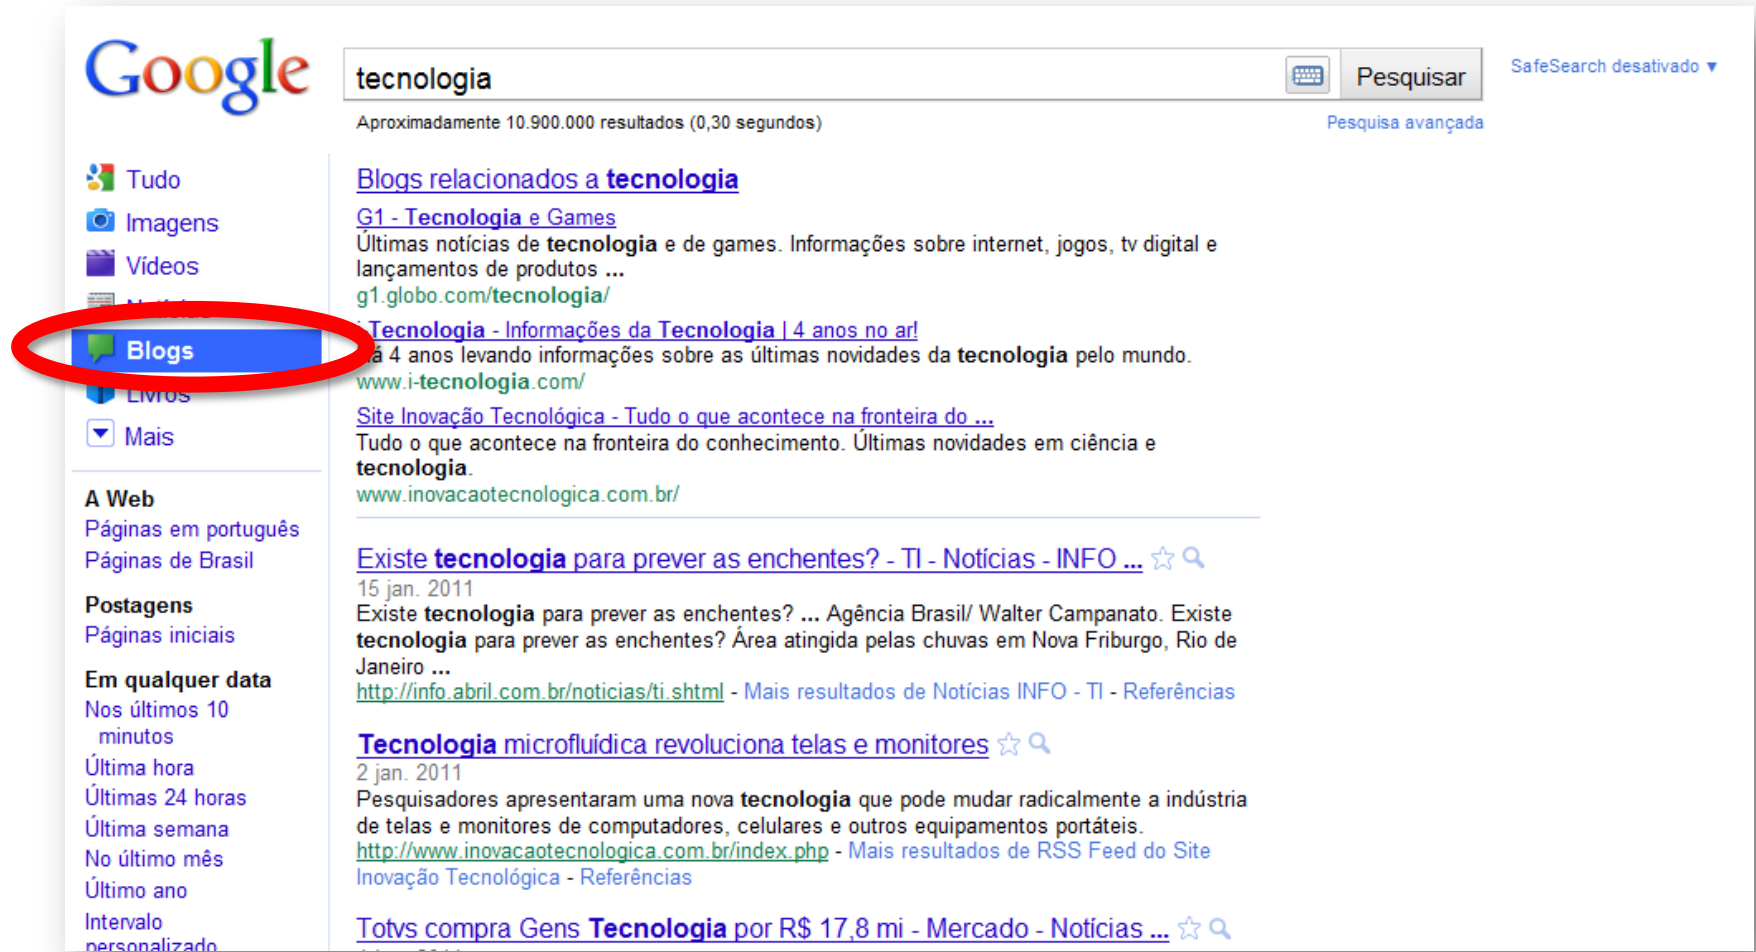 Google
tecnologia
Pesquisar
SafeSearch desativado ▼
Aproximadamente 10.900.000 resultados (0,30 segundos)
Pesquisa avançada
Tudo
Imagens
Vídeos
Blogs
Livros
Mais
A Web
Páginas em português
Páginas de Brasil
Postagens
Páginas iniciais
Em qualquer data
Nos últimos 10
minutos
Última hora
Últimas 24 horas
Última semana
No último mês
Último ano
Intervalo
personalizado
Blogs relacionados a tecnologia
G1 - Tecnologia e Games
Últimas notícias de tecnologia e de games. Informações sobre internet, jogos, tv digital e
lançamentos de produtos ...
g1.globo.com/tecnologia/
Tecnologia - Informações da Tecnologia | 4 anos no ar!
4 anos levando informações sobre as últimas novidades da tecnologia pelo mundo.
www.i-tecnologia.com/
Site Inovação Tecnológica - Tudo o que acontece na fronteira do ...
Tudo o que acontece na fronteira do conhecimento. Últimas novidades em ciência e
tecnologia.
www.inovacaotecnologica.com.br/
Existe tecnologia para prever as enchentes? - TI - Notícias - INFO ...
15 jan. 2011
Existe tecnologia para prever as enchentes? ... Agência Brasil/ Walter Campanato. Existe
tecnologia para prever as enchentes? Área atingida pelas chuvas em Nova Friburgo, Rio de
Janeiro ...
http://info.abril.com.br/noticias/ti.shtml - Mais resultados de Notícias INFO - TI - Referências
Tecnologia microfluídica revoluciona telas e monitores
2 jan. 2011
Pesquisadores apresentaram uma nova tecnologia que pode mudar radicalmente a indústria
de telas e monitores de computadores, celulares e outros equipamentos portáteis.
http://www.inovacaotecnologica.com.br/index.php - Mais resultados de RSS Feed do Site
Inovação Tecnológica - Referências
Totvs compra Gens Tecnologia por R$ 17,8 mi - Mercado - Notícias ...